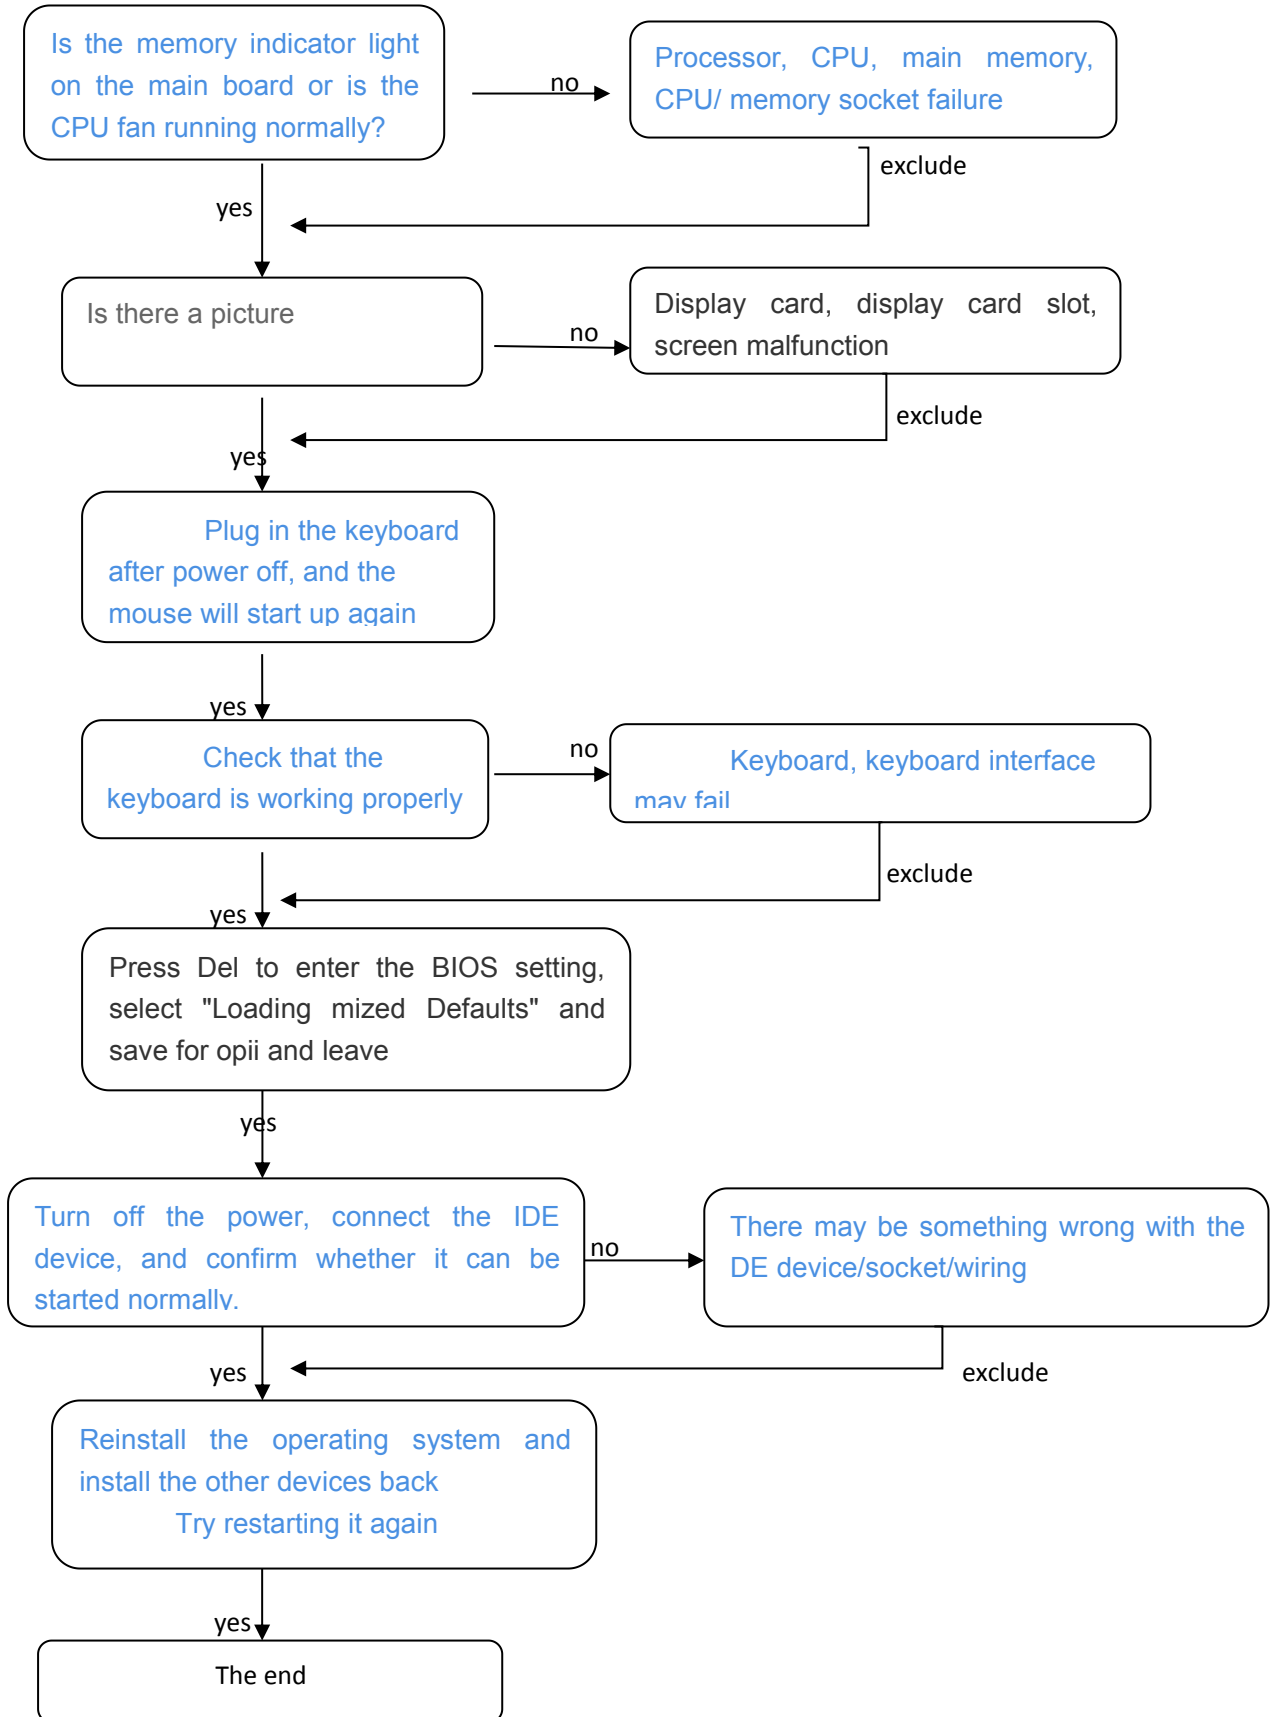 Is the memory indicator light
on the main board or is the
CPU fan running normally?
no
Processor, CPU, main memory,
CPU/ memory socket failure
exclude
yes
Is there a picture
no
Display card, display card slot,
screen malfunction
exclude
yes
Plug in the keyboard
after power off, and the
mouse will start up again
yes
Check that the
keyboard is working properly
no
Keyboard, keyboard interface
may fail
exclude
yes
Press Del to enter the BIOS setting,
select "Loading mized Defaults" and
save for opii and leave
yes
Turn off the power, connect the IDE
device, and confirm whether it can be
started normally.
no
There may be something wrong with the
DE device/socket/wiring
yes
exclude
Reinstall the operating system and
install the other devices back
Try restarting it again
yes
The end